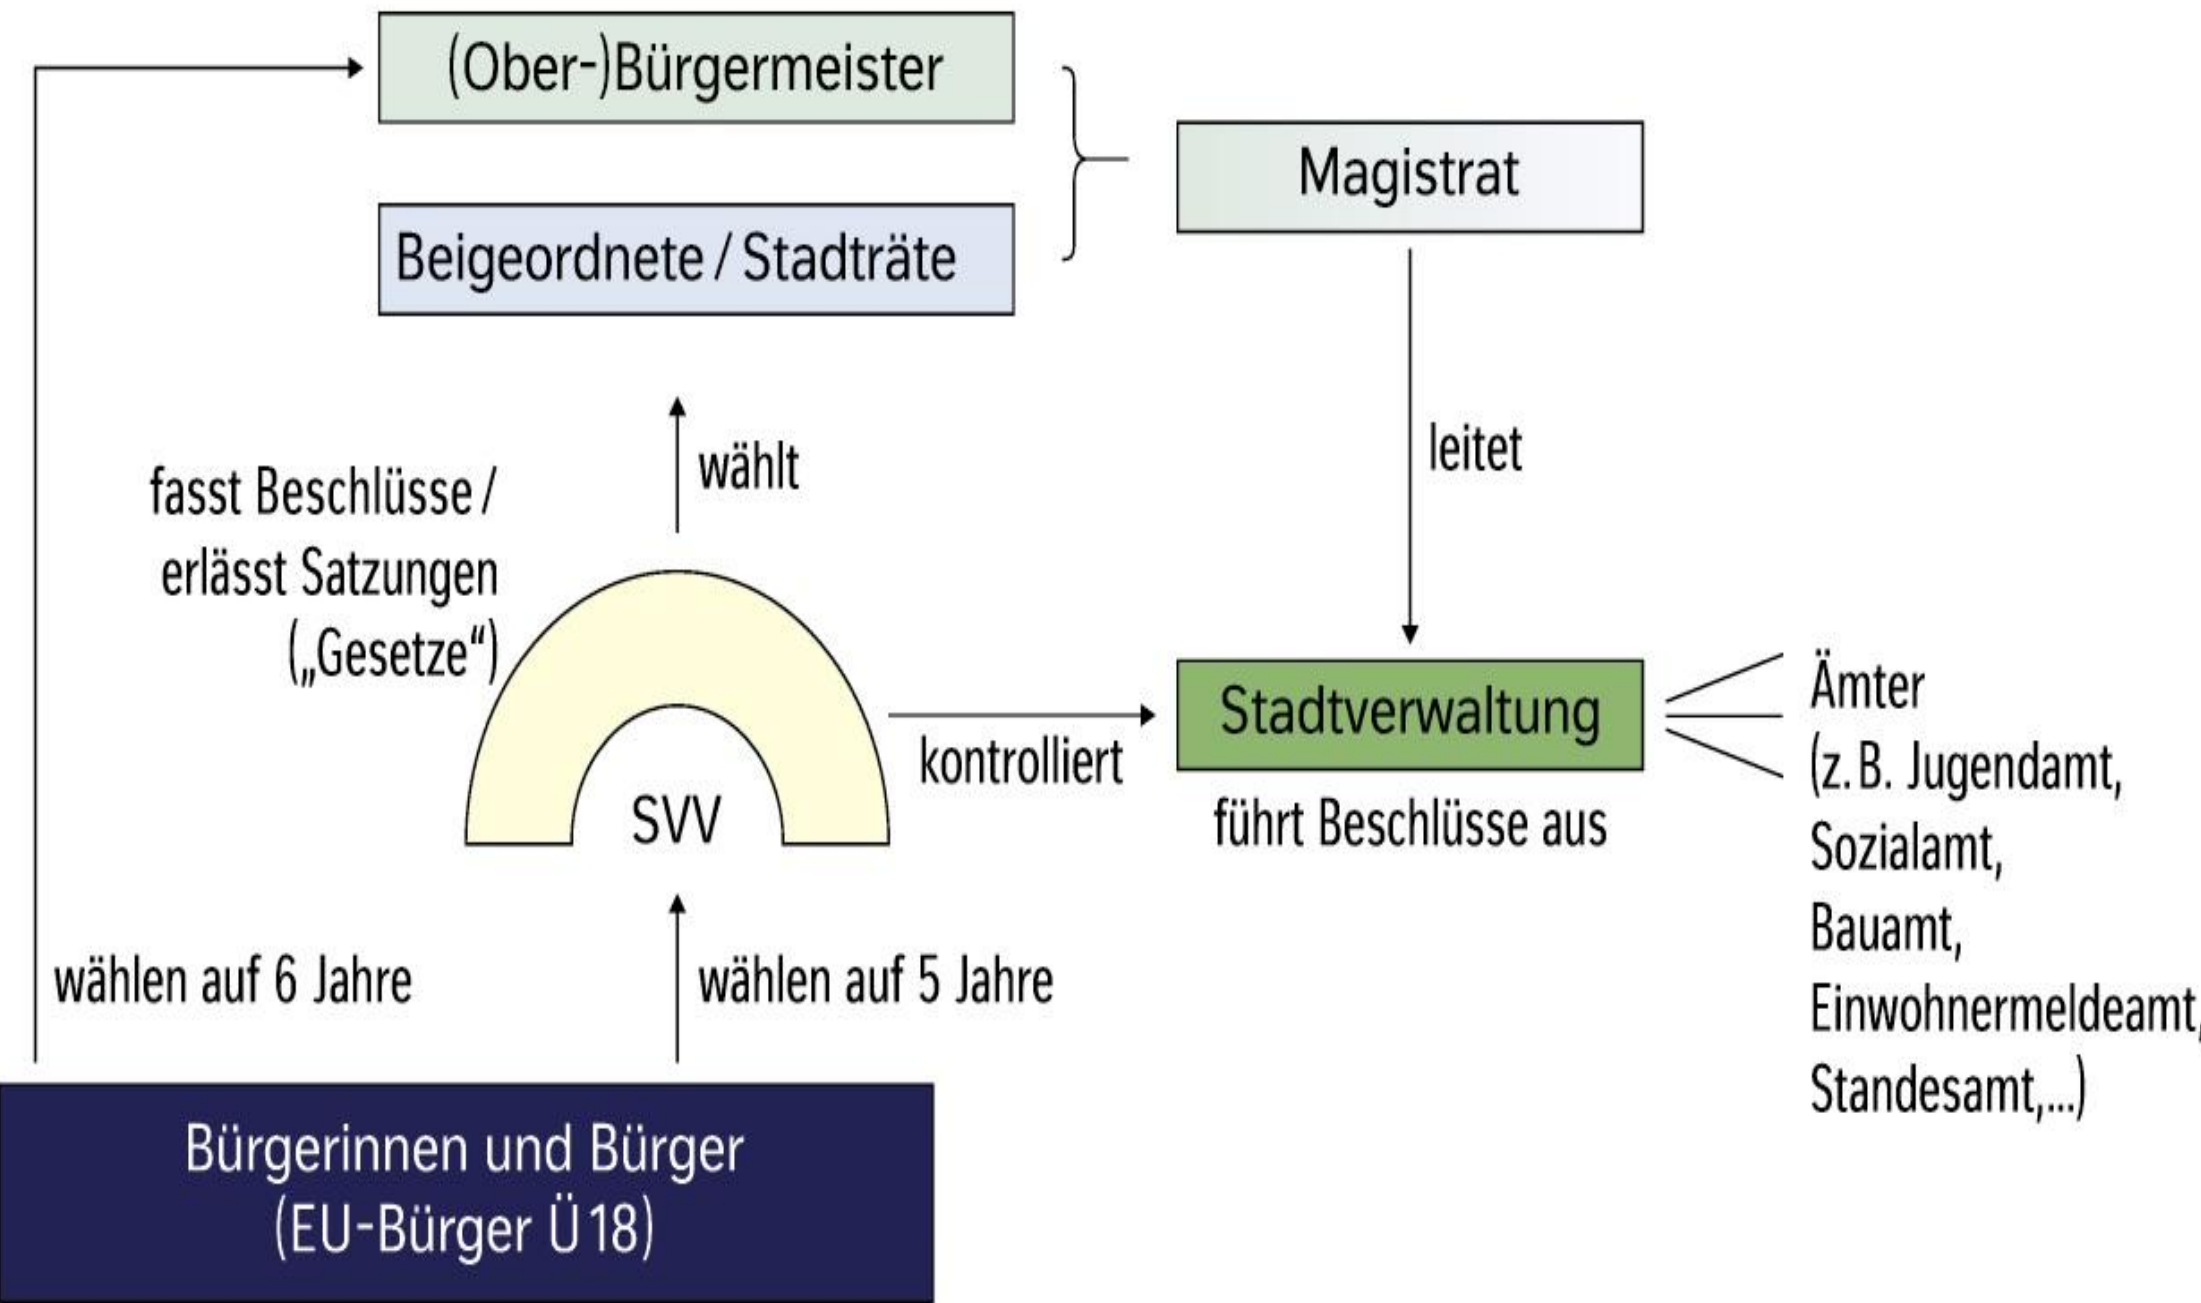 (Ober-)Bürgermeister
Magistrat
Beigeordnete / Stadträte
wählt
leitet
fasst Beschlüsse /
erlässt Satzungen
(„Gesetze“)
SVV
kontrolliert
Stadtverwaltung
führt Beschlüsse aus
Ämter
(z. B. Jugendamt,
Sozialamt,
Bauamt,
Einwohnermeldeamt,
Standesamt,...)
wählen auf 6 Jahre
wählen auf 5 Jahre
Bürgerinnen und Bürger
(EU-Bürger Ü 18)